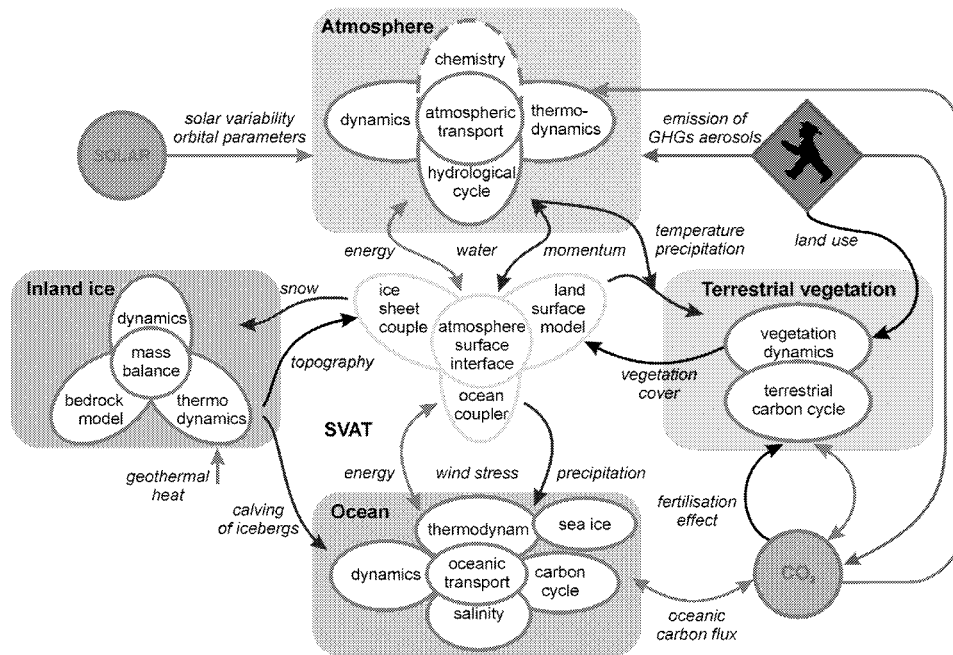 Atmosphere
chemistry
dynamics
atmospheric
transport
thermo-
dynamics
hydrological
cycle
solar variability
orbital parameters
SOLAR
emission of
GHGs aerosols
energy
water
momentum
temperature
precipitation
land use
Inland ice
dynamics
mass
balance
bedrock
model
thermo
dynamics
snow
topography
geothermal
heat
calving
of icebergs
ice
sheet
couple
atmosphere
surface
interface
land
surface
model
ocean
coupler
SVAT
Terrestrial vegetation
vegetation
dynamics
terrestrial
carbon cycle
vegetation
cover
energy
wind stress
precipitation
fertilisation
effect
Ocean
thermodynam
sea ice
dynamics
oceanic
transport
carbon
cycle
salinity
CO₂
oceanic
carbon flux